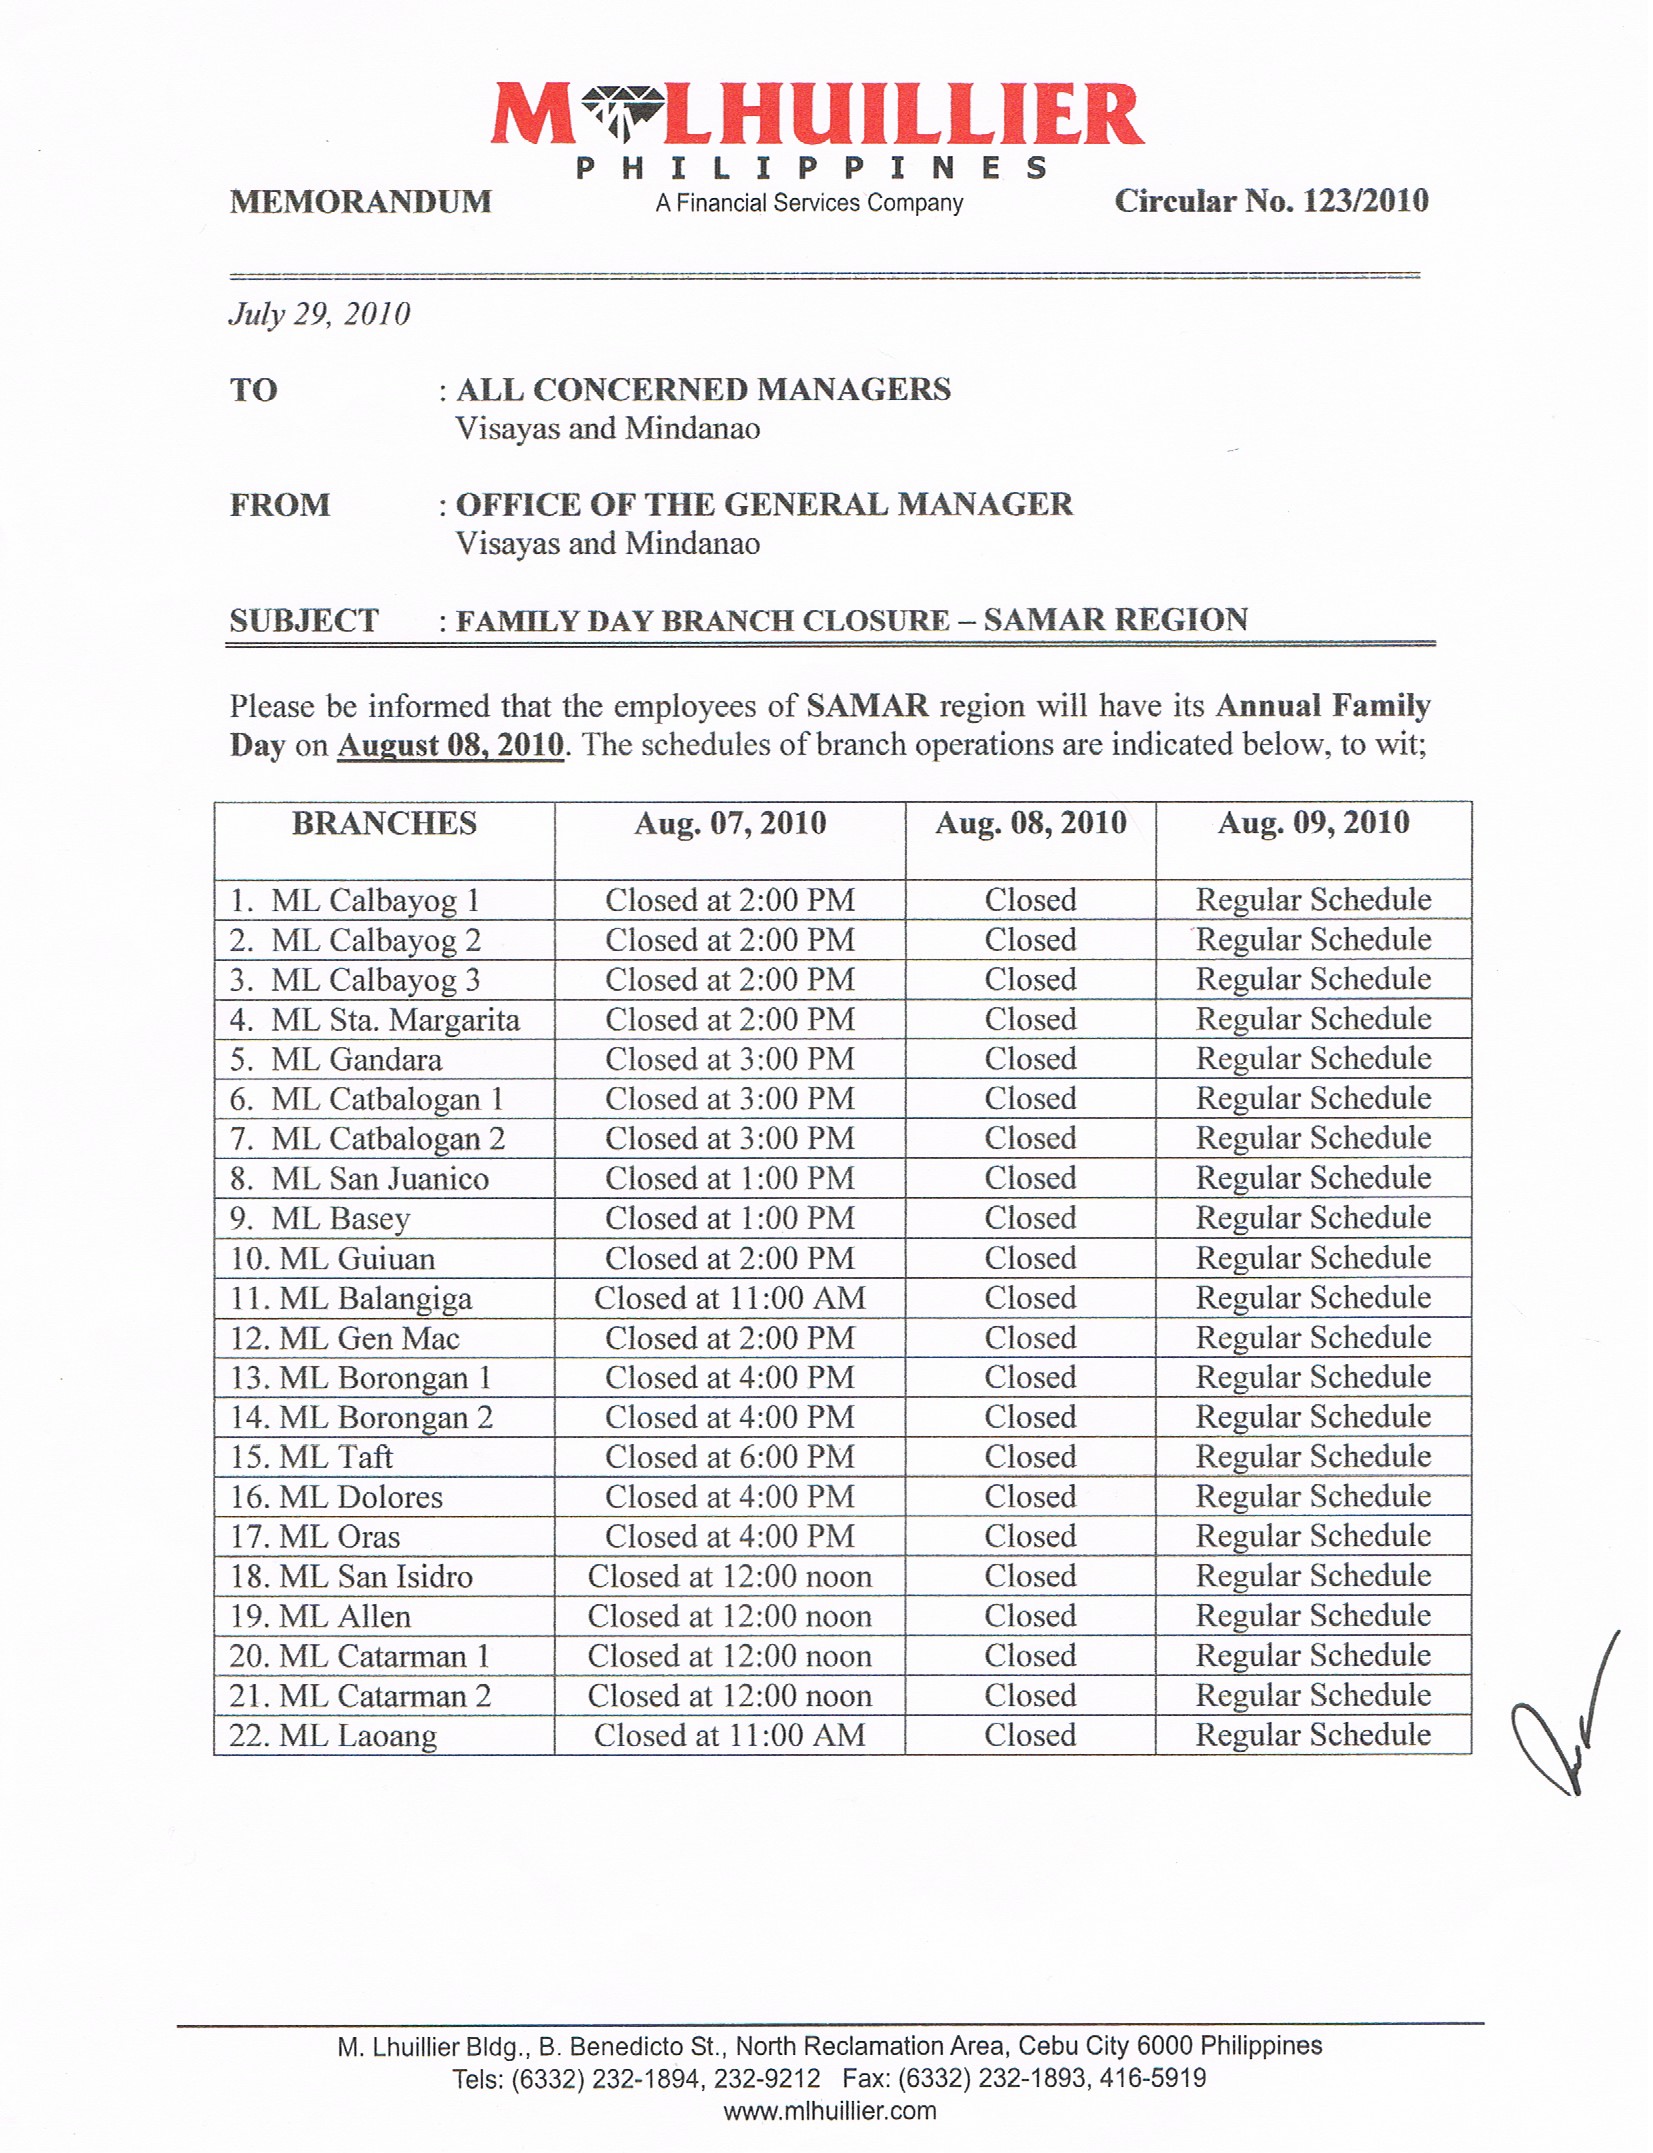 M LHUILLIER
PHILIPPINES
MEMORANDUM A Financial Services Company Circular No. 123/2010
July 29, 2010
TO : ALL CONCERNED MANAGERS
Visayas and Mindanao
FROM : OFFICE OF THE GENERAL MANAGER
Visayas and Mindanao
SUBJECT : FAMILY DAY BRANCH CLOSURE – SAMAR REGION
Please be informed that the employees of SAMAR region will have its Annual Family
Day on August 08, 2010. The schedules of branch operations are indicated below, to wit;
BRANCHES Aug. 07, 2010 Aug. 08, 2010 Aug. 09, 2010
1. ML Calbayog 1 Closed at 2:00 PM Closed Regular Schedule
2. ML Calbayog 2 Closed at 2:00 PM Closed Regular Schedule
3. ML Calbayog 3 Closed at 2:00 PM Closed Regular Schedule
4. ML Sta. Margarita Closed at 2:00 PM Closed Regular Schedule
5. ML Gandara Closed at 3:00 PM Closed Regular Schedule
6. ML Catbalogan 1 Closed at 3:00 PM Closed Regular Schedule
7. ML Catbalogan 2 Closed at 3:00 PM Closed Regular Schedule
8. ML San Juanico Closed at 1:00 PM Closed Regular Schedule
9. ML Basey Closed at 1:00 PM Closed Regular Schedule
10. ML Guiuan Closed at 2:00 PM Closed Regular Schedule
11. ML Balangiga Closed at 11:00 AM Closed Regular Schedule
12. ML Gen Mac Closed at 2:00 PM Closed Regular Schedule
13. ML Borongan 1 Closed at 4:00 PM Closed Regular Schedule
14. ML Borongan 2 Closed at 4:00 PM Closed Regular Schedule
15. ML Taft Closed at 6:00 PM Closed Regular Schedule
16. ML Dolores Closed at 4:00 PM Closed Regular Schedule
17. ML Oras Closed at 4:00 PM Closed Regular Schedule
18. ML San Isidro Closed at 12:00 noon Closed Regular Schedule
19. ML Allen Closed at 12:00 noon Closed Regular Schedule
20. ML Catarman 1 Closed at 12:00 noon Closed Regular Schedule
21. ML Catarman 2 Closed at 12:00 noon Closed Regular Schedule
22. ML Laoang Closed at 11:00 AM Closed Regular Schedule
M. Lhuillier Bldg., B. Benedicto St., North Reclamation Area, Cebu City 6000 Philippines
Tels: (6332) 232-1894, 232-9212 Fax: (6332) 232-1893, 416-5919
www.mlhuillier.com